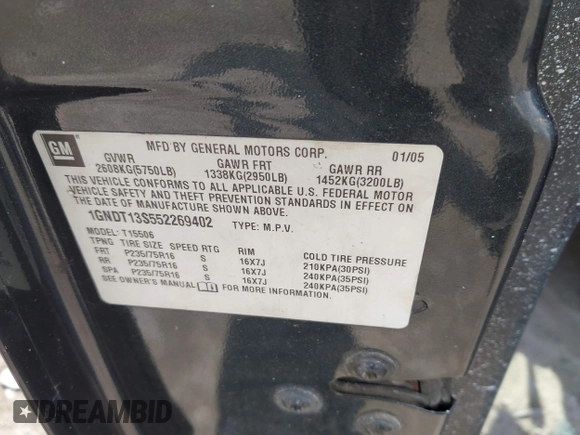 GM
MFD BY GENERAL MOTORS CORP. 01/05
GVWR GAWR FRT GAWR RR
2608KG(5750LB) 1338KG(2950LB) 1452KG(3200LB)
THIS VEHICLE CONFORMS TO ALL APPLICABLE U.S. FEDERAL MOTOR
VEHICLE SAFETY AND THEFT PREVENTION STANDARDS IN EFFECT ON
THE DATE OF MANUFACTURE SHOWN ABOVE.
1GNDT13S552269402 TYPE: M.P.V.
MODEL: T15506
TPNG TIRE SIZE SPEED RTG RIM COLD TIRE PRESSURE
FRT P235/75R16 S 16X7J 210KPA(30PSI)
RR P235/75R16 S 16X7J 240KPA(35PSI)
SPA P235/75R16 S 16X7J 240KPA(35PSI)
SEE OWNER'S MANUAL FOR MORE INFORMATION.
DREAMBID